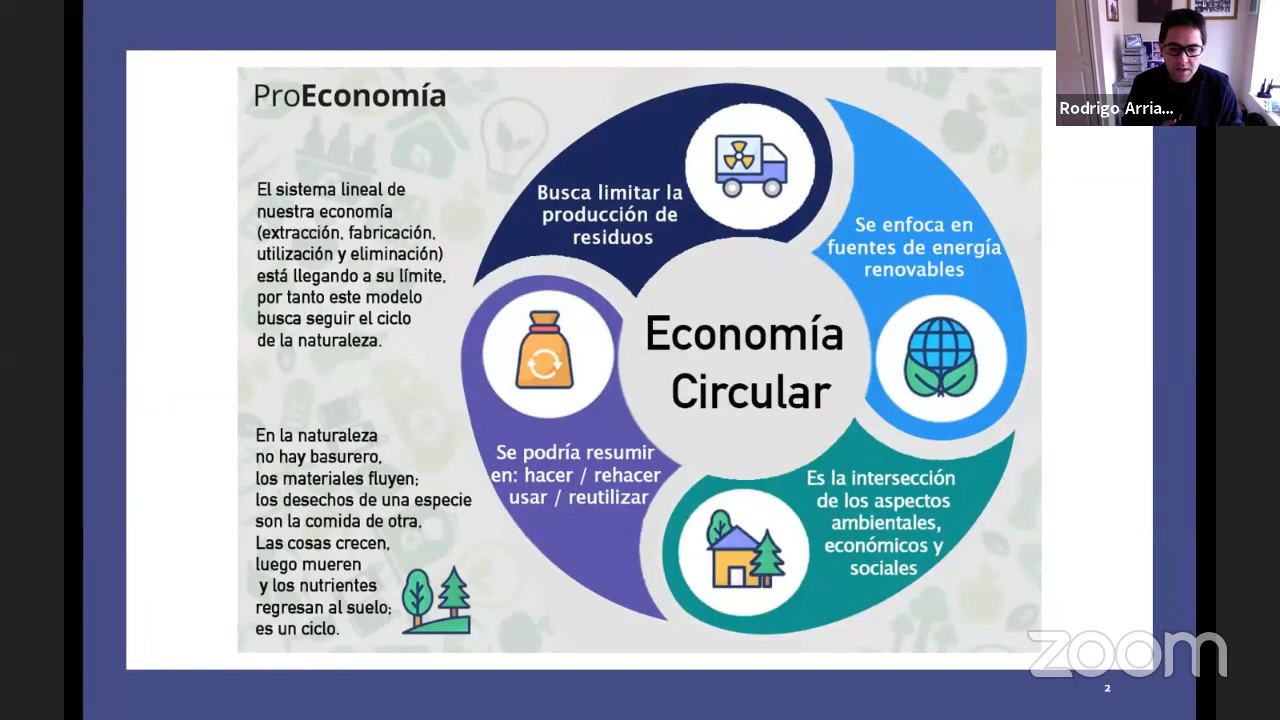 ProEconomía
El sistema lineal de
nuestra economía
(extracción, fabricación,
utilización y eliminación)
está llegando a su límite,
por tanto este modelo
busca seguir el ciclo
de la naturaleza.
En la naturaleza
no hay basurero,
los materiales fluyen;
los desechos de una especie
son la comida de otra,
Las cosas crecen,
luego mueren
y los nutrientes
regresan al suelo;
es un ciclo.
Busca limitar la
producción de
residuos
Se enfoca en
fuentes de energía
renovables
Economía
Circular
Se podría resumir
en: hacer / rehacer
usar / reutilizar
Es la intersección
de los aspectos
ambientales,
económicos y
sociales
Rodrigo Arria...
zoom
2